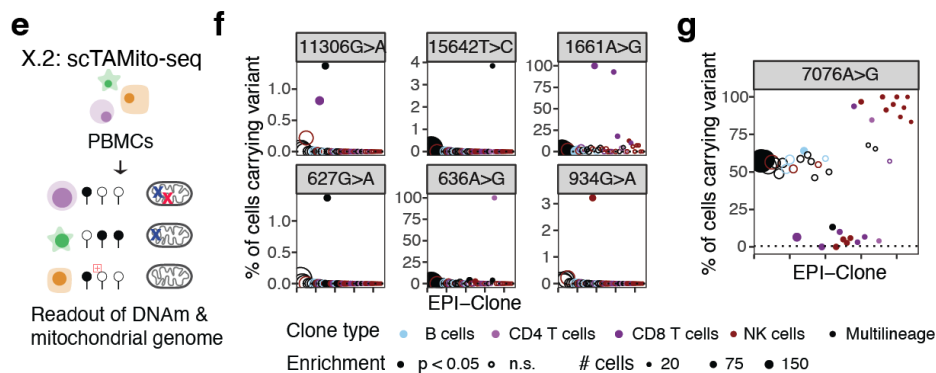 e
X.2: scTAMito-seq
PBMCs
Readout of DNAm &
mitochondrial genome
f
% of cells carrying variant
11306G>A
1.0
0.5
0.0
15642T>C
4
3
2
1
0
1661A>G
100
75
50
25
0
627G>A
1.0
0.5
0.0
636A>G
100
75
50
25
0
934G>A
3
2
1
0
EPI–Clone
g
% of cells carrying variant
7076A>G
100
75
50
25
0
EPI–Clone
Clone type B cells CD4 T cells CD8 T cells NK cells Multilineage
Enrichment p < 0.05 n.s. # cells 20 75 150